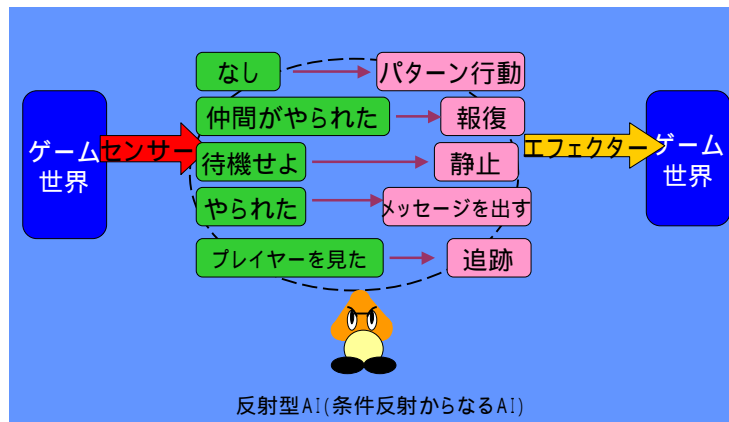 なし
パターン行動
仲間がやられた
報復
ゲーム
世界
センサー
待機せよ
静止
エフェクター
ゲーム
世界
やられた
メッセージを出す
プレイヤーを見た
追跡
反射型AI(条件反射からなるAI)